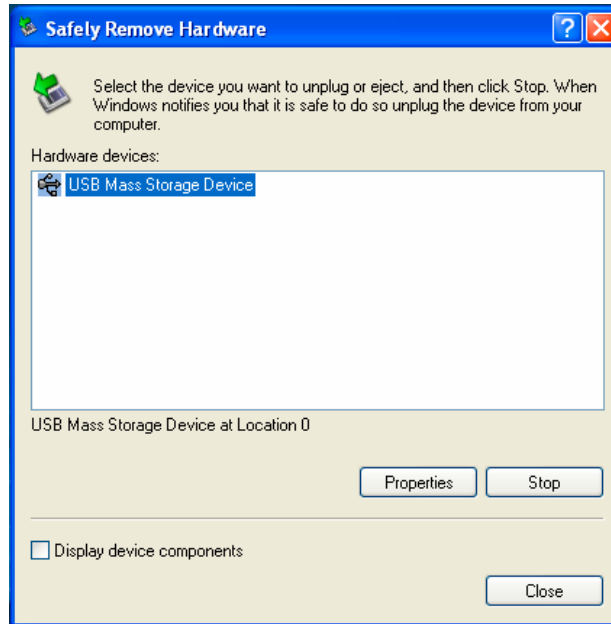 Safely Remove Hardware
Select the device you want to unplug or eject, and then click Stop. When
Windows notifies you that it is safe to do so unplug the device from your
computer.
Hardware devices:
USB Mass Storage Device
USB Mass Storage Device at Location 0
Properties
Stop
Display device components
Close